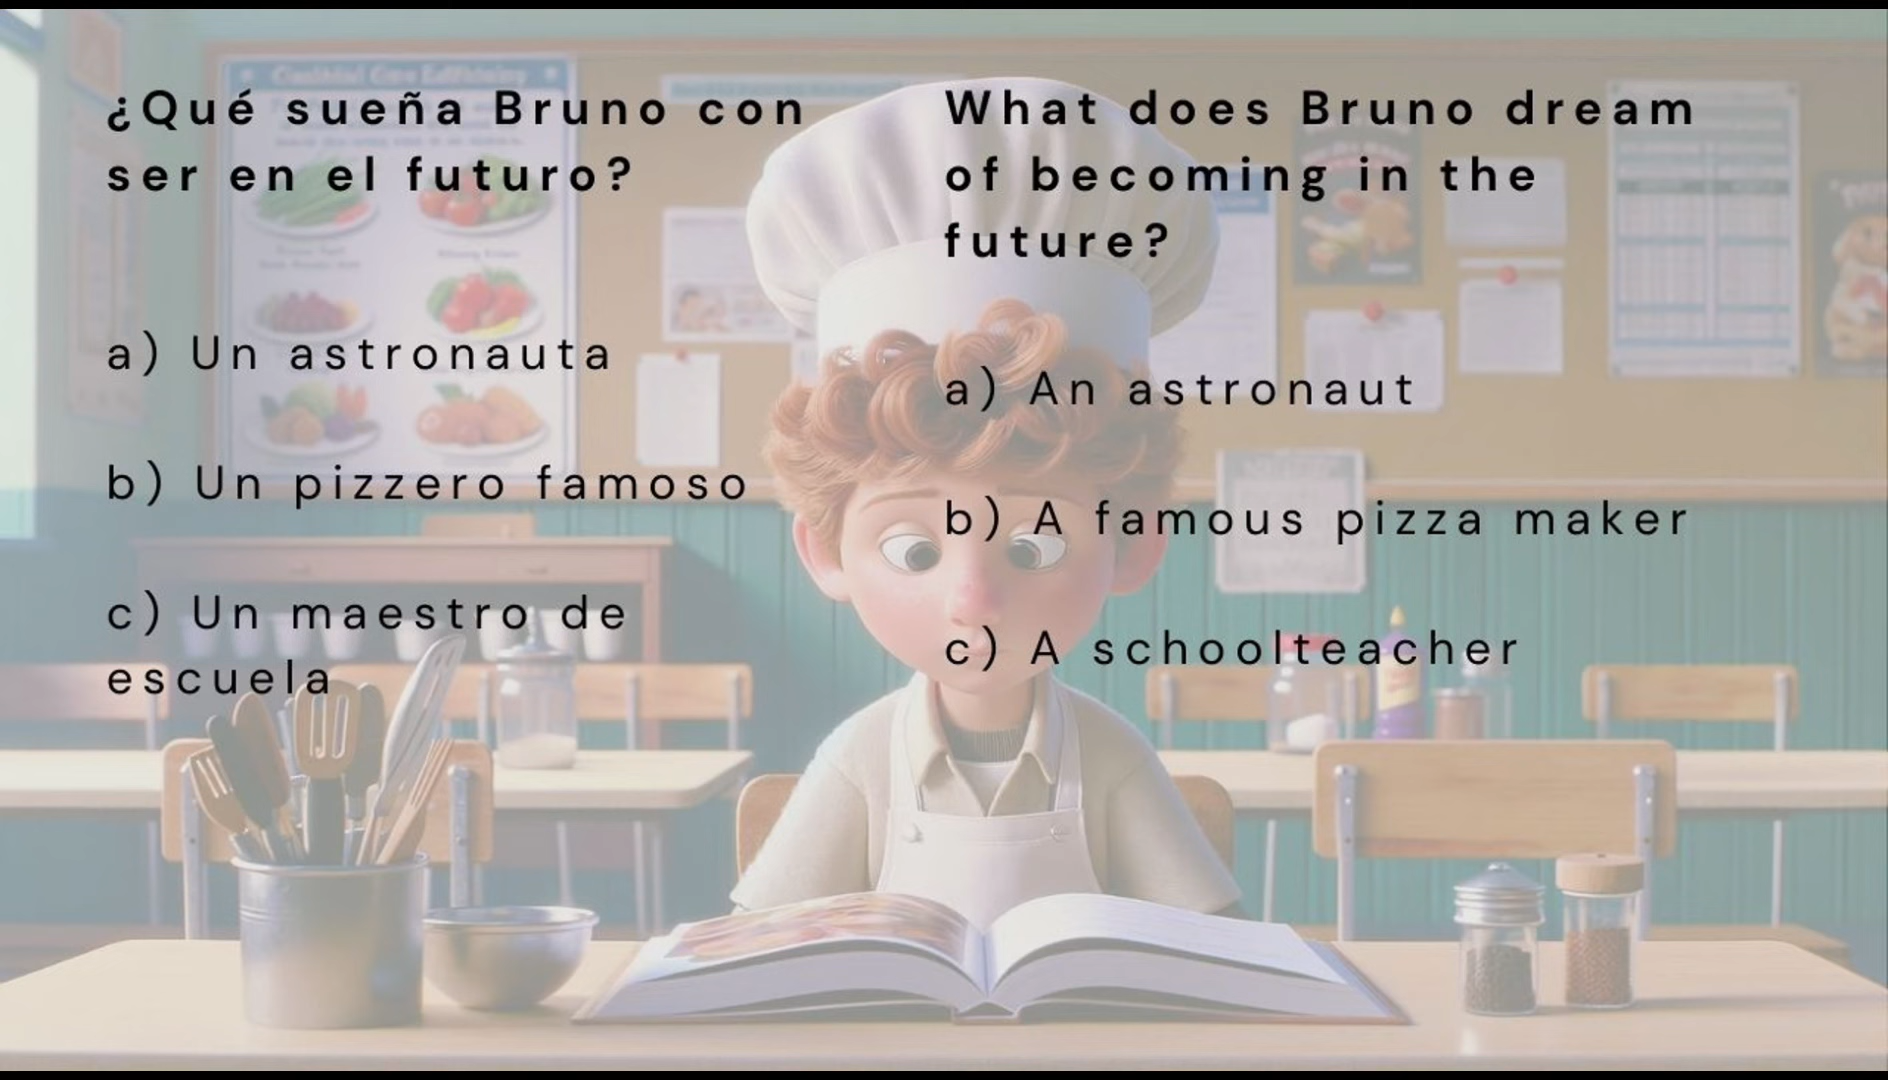 ¿Qué sueña Bruno con
ser en el futuro?
a) Un astronauta
b) Un pizzero famoso
c) Un maestro de
escuela
What does Bruno dream
of becoming in the
future?
a) An astronaut
b) A famous pizza maker
c) A schoolteacher